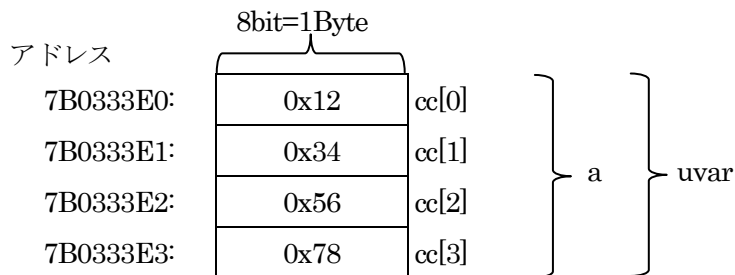 8bit=1Byte
アドレス
7B0333E0: 0x12 cc[0]
7B0333E1: 0x34 cc[1]
a uvar
7B0333E2: 0x56 cc[2]
7B0333E3: 0x78 cc[3]